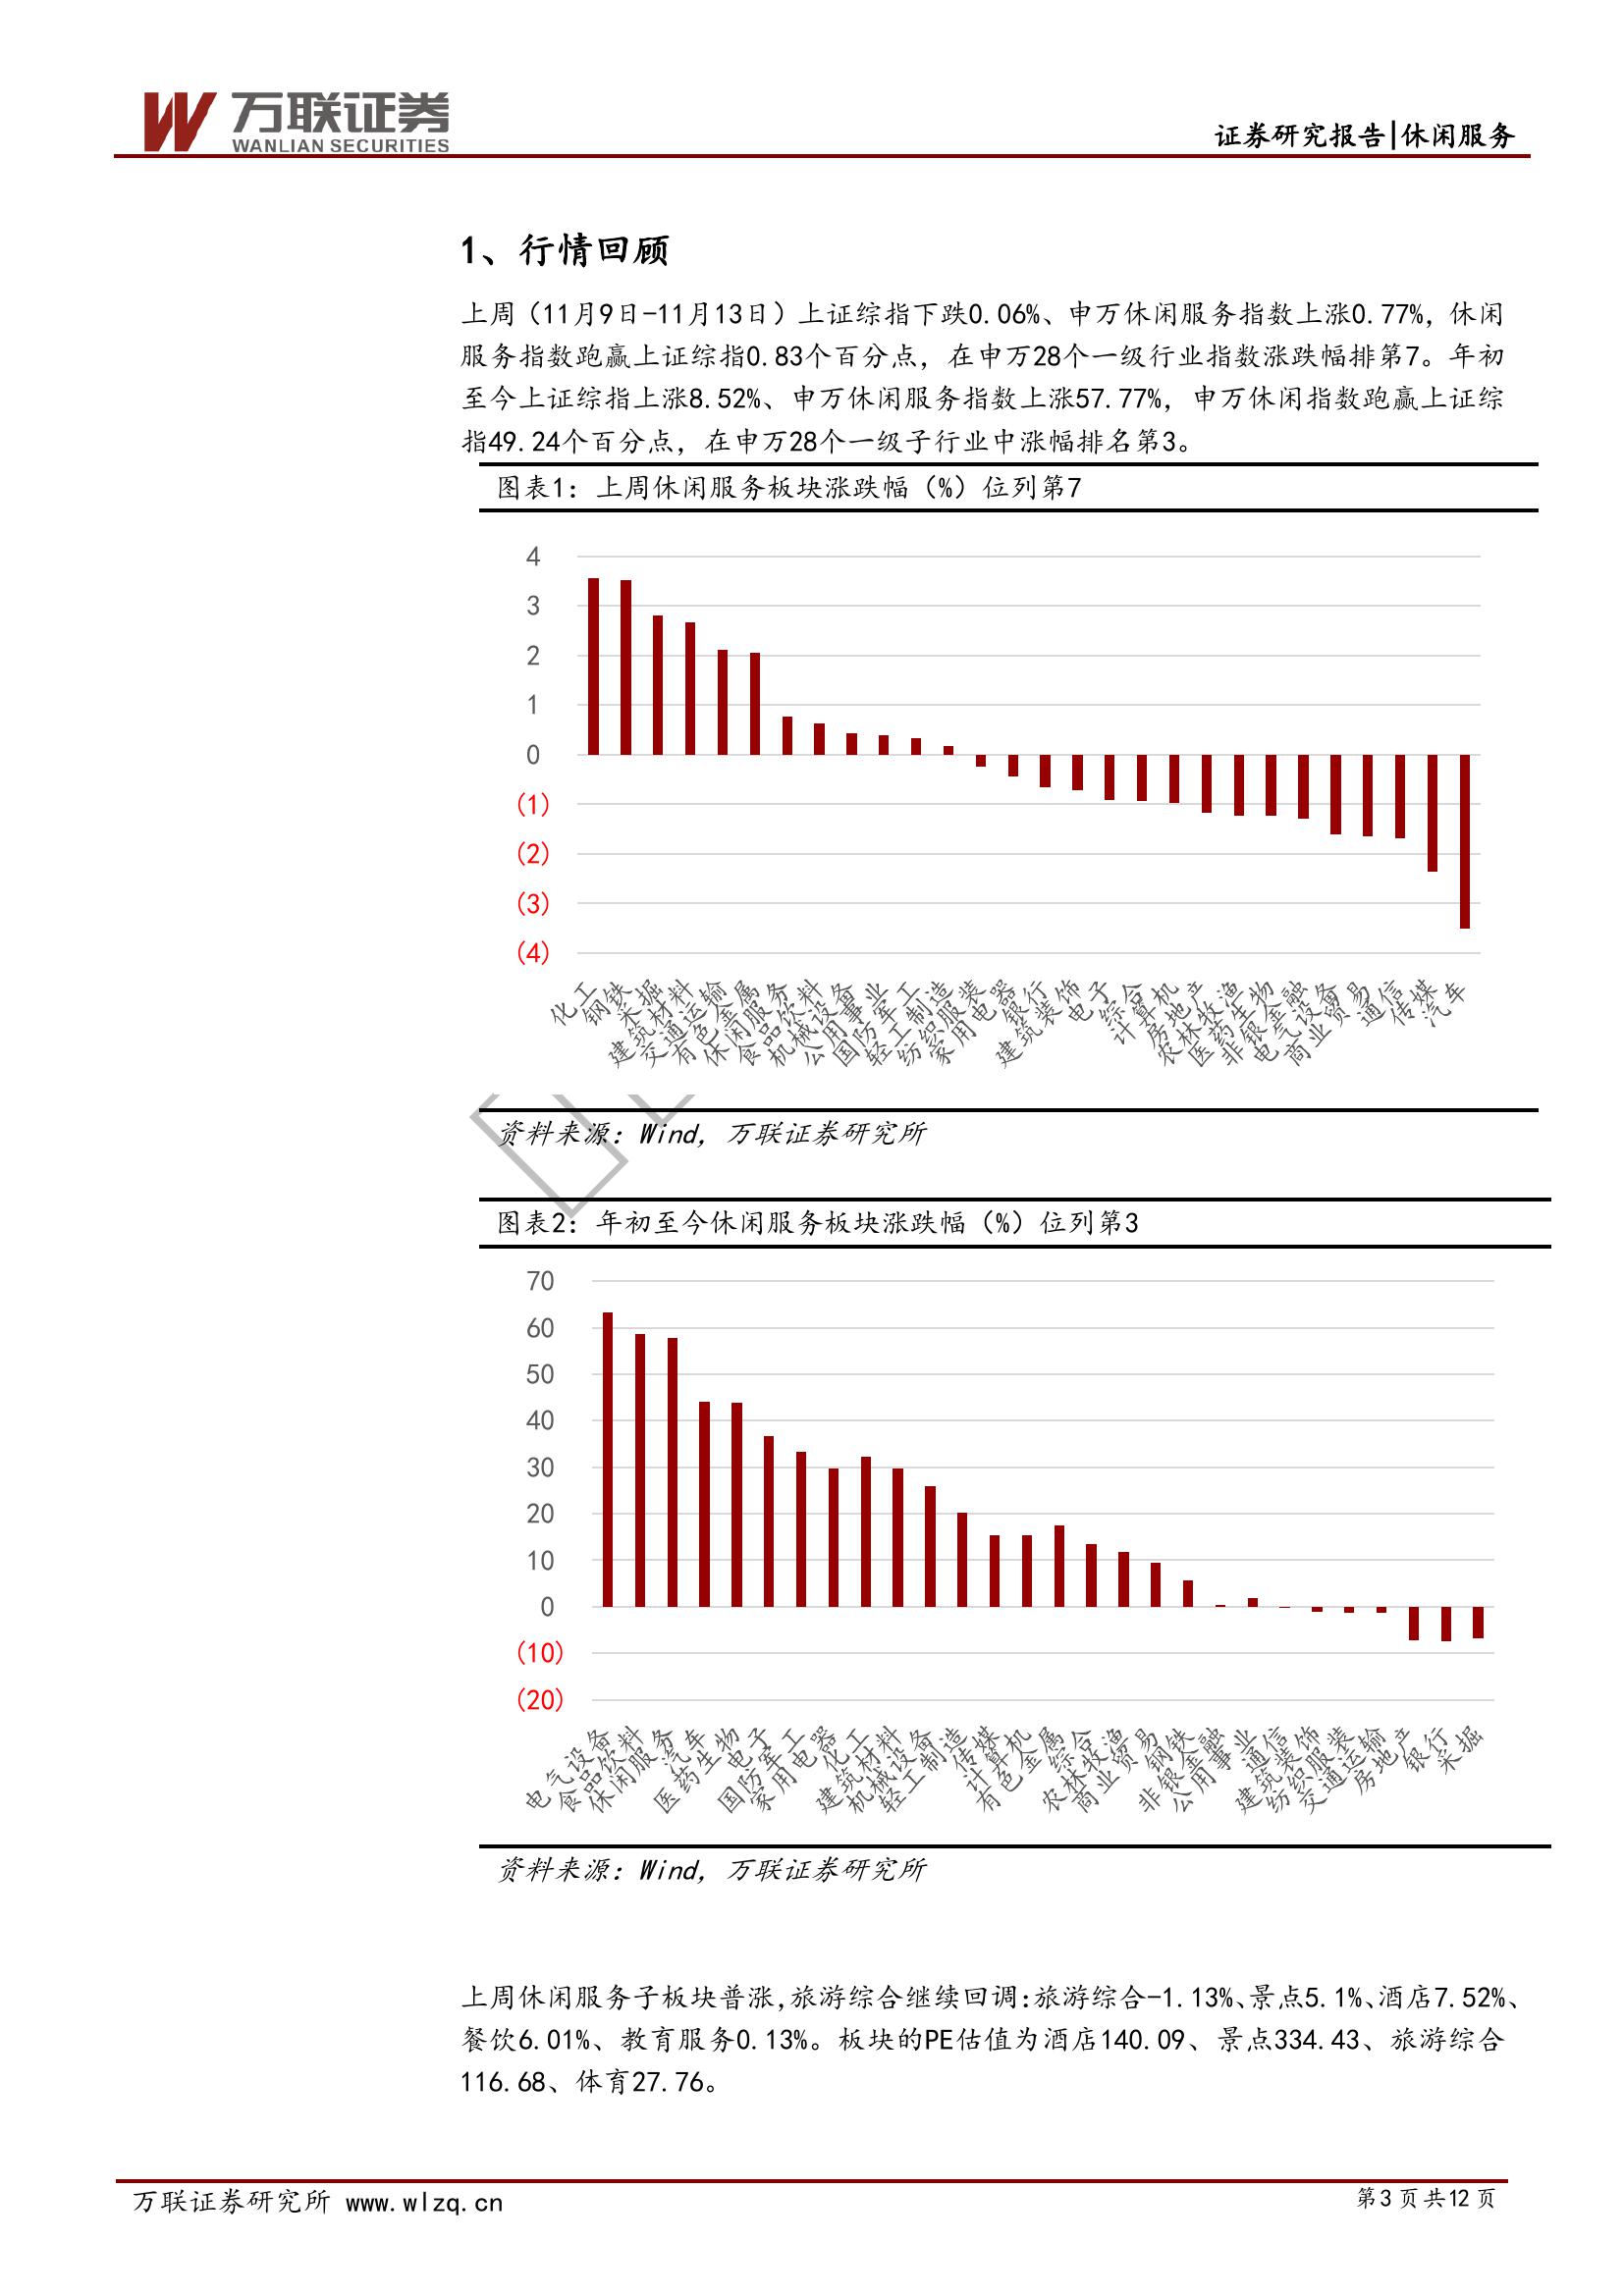 万联证券
WANLIAN SECURITIES
证券研究报告|休闲服务
1、行情回顾
上周（11月9日-11月13日）上证综指下跌0.06%、申万休闲服务指数上涨0.77%，休闲
服务指数跑赢上证综指0.83个百分点，在申万28个一级行业指数涨跌幅排第7。年初
至今上证综指上涨8.52%、申万休闲服务指数上涨57.77%，申万休闲指数跑赢上证综
指49.24个百分点，在申万28个一级子行业中涨幅排名第3。
图表1：上周休闲服务板块涨跌幅（%）位列第7
4
3
2
1
0
(1)
(2)
(3)
(4)
化工
钢铁
采掘
建筑材料
交通运输
有色金属
休闲服务
食品饮料
机械设备
公用事业
国防军工
轻工制造
纺织服装
家用电器
银行
建筑装饰
电子
综合
计算机
房地产
农林牧渔
医药生物
非银金融
电气设备
商业贸易
通信
传媒
汽车
资料来源：Wind，万联证券研究所
图表2：年初至今休闲服务板块涨跌幅（%）位列第3
70
60
50
40
30
20
10
0
(10)
(20)
电气设备
食品饮料
休闲服务
汽车
医药生物
电子
国防军工
家用电器
化工
建筑材料
机械设备
轻工制造
传媒
计算机
有色金属
综合
农林牧渔
商业贸易
钢铁
非银金融
公用事业
通信
建筑装饰
纺织服装
交通运输
房地产
银行
采掘
资料来源：Wind，万联证券研究所
上周休闲服务子板块普涨,旅游综合继续回调:旅游综合-1.13%、景点5.1%、酒店7.52%、
餐饮6.01%、教育服务0.13%。板块的PE估值为酒店140.09、景点334.43、旅游综合
116.68、体育27.76。
万联证券研究所 www.wlzq.cn
第3页共12页